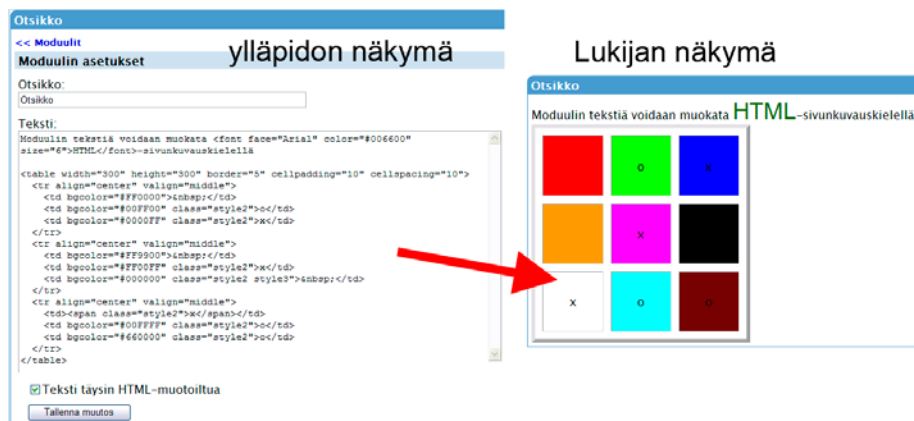 Otsikko
<< Moduulit
ylläpidon näkymä
Moduulin asetukset
Otsikko:
Otsikko
Teksti:
Moduulin tekstiä voidaan muokata <font face="Arial" color="#006600"
size="6">HTML</font>-sivunkuvauskielellä
<table width="300" height="300" border="5" cellpadding="10" cellspacing="10">
<tr align="center" valign="middle">
<td bgcolor="#FF0000">&nbsp;</td>
<td bgcolor="#00FF00" class="style2">o</td>
<td bgcolor="#0000FF" class="style2">x</td>
</tr>
<tr align="center" valign="middle">
<td bgcolor="#FF9900">&nbsp;</td>
<td bgcolor="#FF00FF" class="style2">x</td>
<td bgcolor="#000000" class="style2 style3">&nbsp;</td>
</tr>
<tr align="center" valign="middle">
<td><span class="style2">x</span></td>
<td bgcolor="#00FFFF" class="style2">o</td>
<td bgcolor="#660000" class="style2">o</td>
</tr>
</table>
Teksti täysin HTML-muotoiltua
Tallenna muutos
Lukijan näkymä
Otsikko
Moduulin tekstiä voidaan muokata HTML-sivunkuvauskielellä
o x
x
x o o